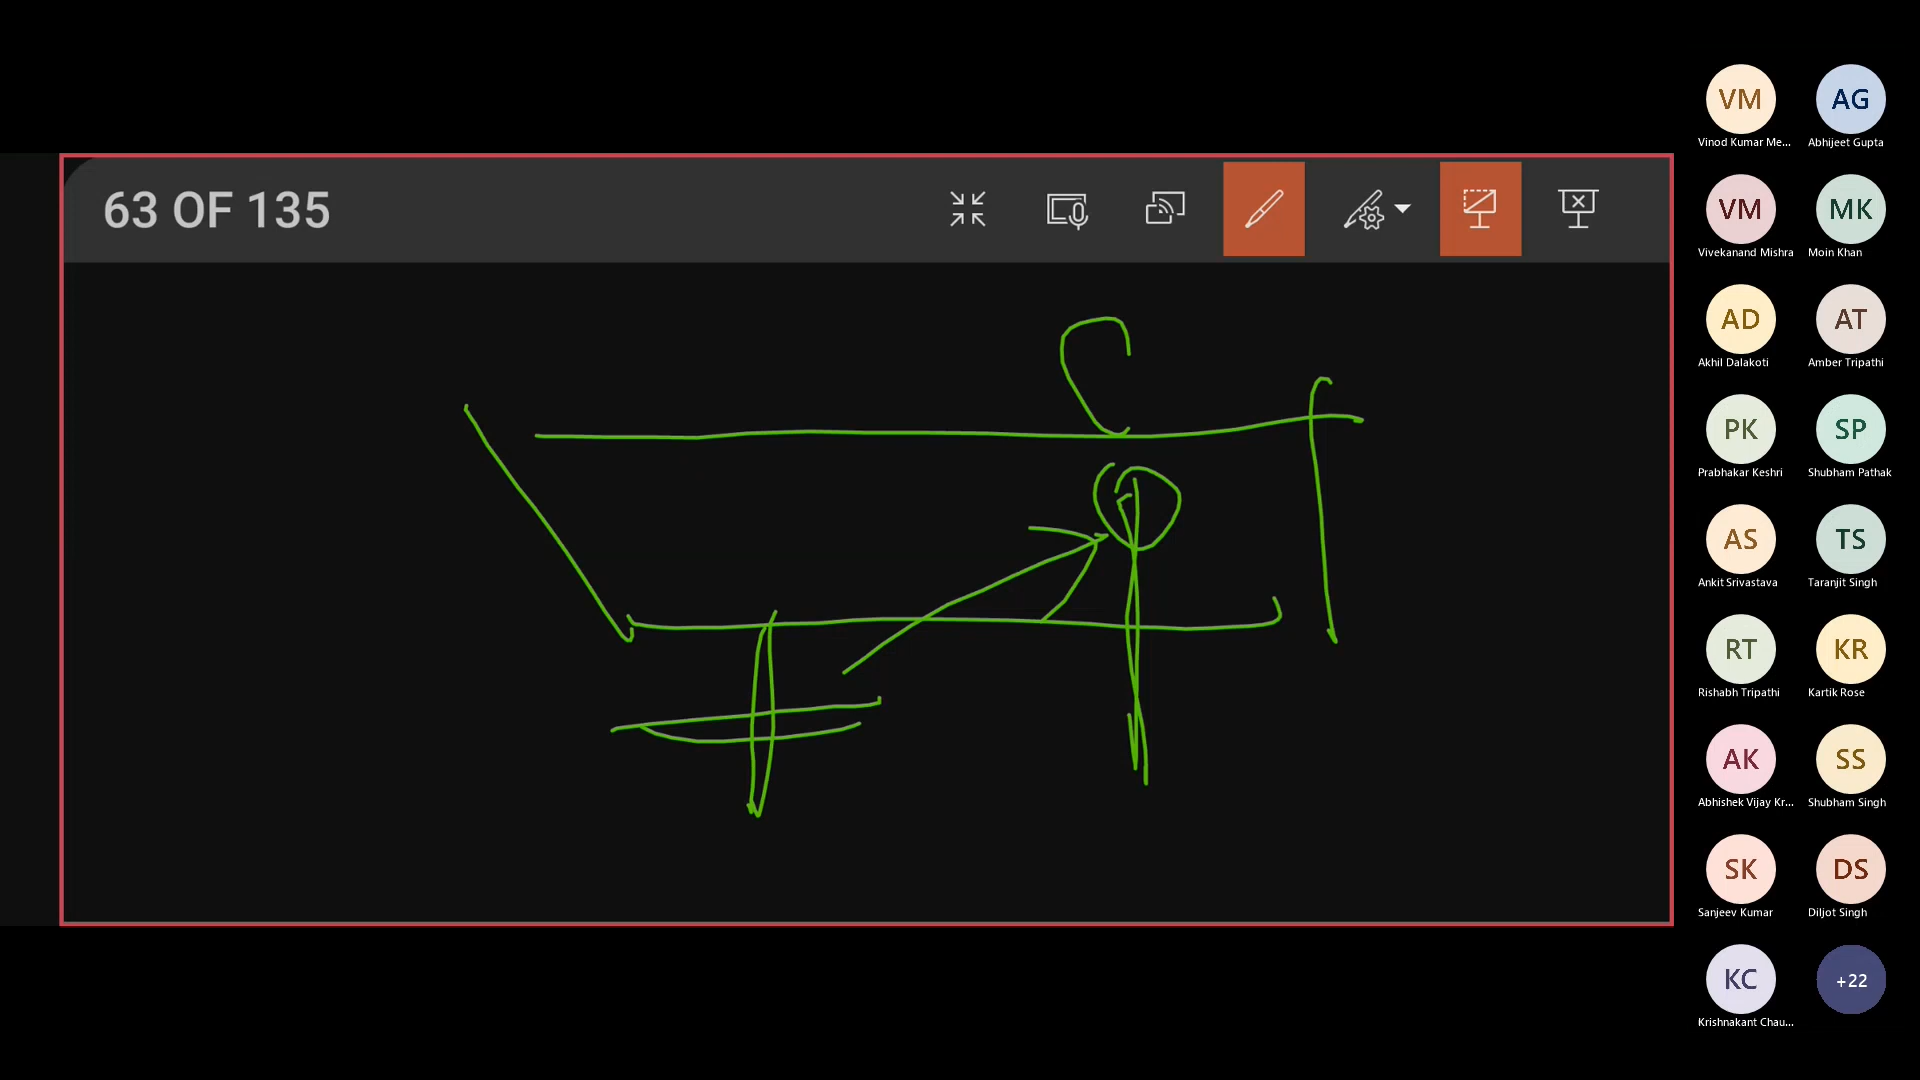 63 OF 135
VM
Vinod Kumar Me...
AG
Abhijeet Gupta
VM
Vivekanand Mishra
MK
Moin Khan
AD
Akhil Dalakoti
AT
Amber Tripathi
PK
Prabhakar Keshri
SP
Shubham Pathak
AS
Ankit Srivastava
TS
Taranjit Singh
RT
Rishabh Tripathi
KR
Kartik Rose
AK
Abhishek Vijay Kr...
SS
Shubham Singh
SK
Sanjeev Kumar
DS
Diljot Singh
KC
Krishnakant Chau...
+22